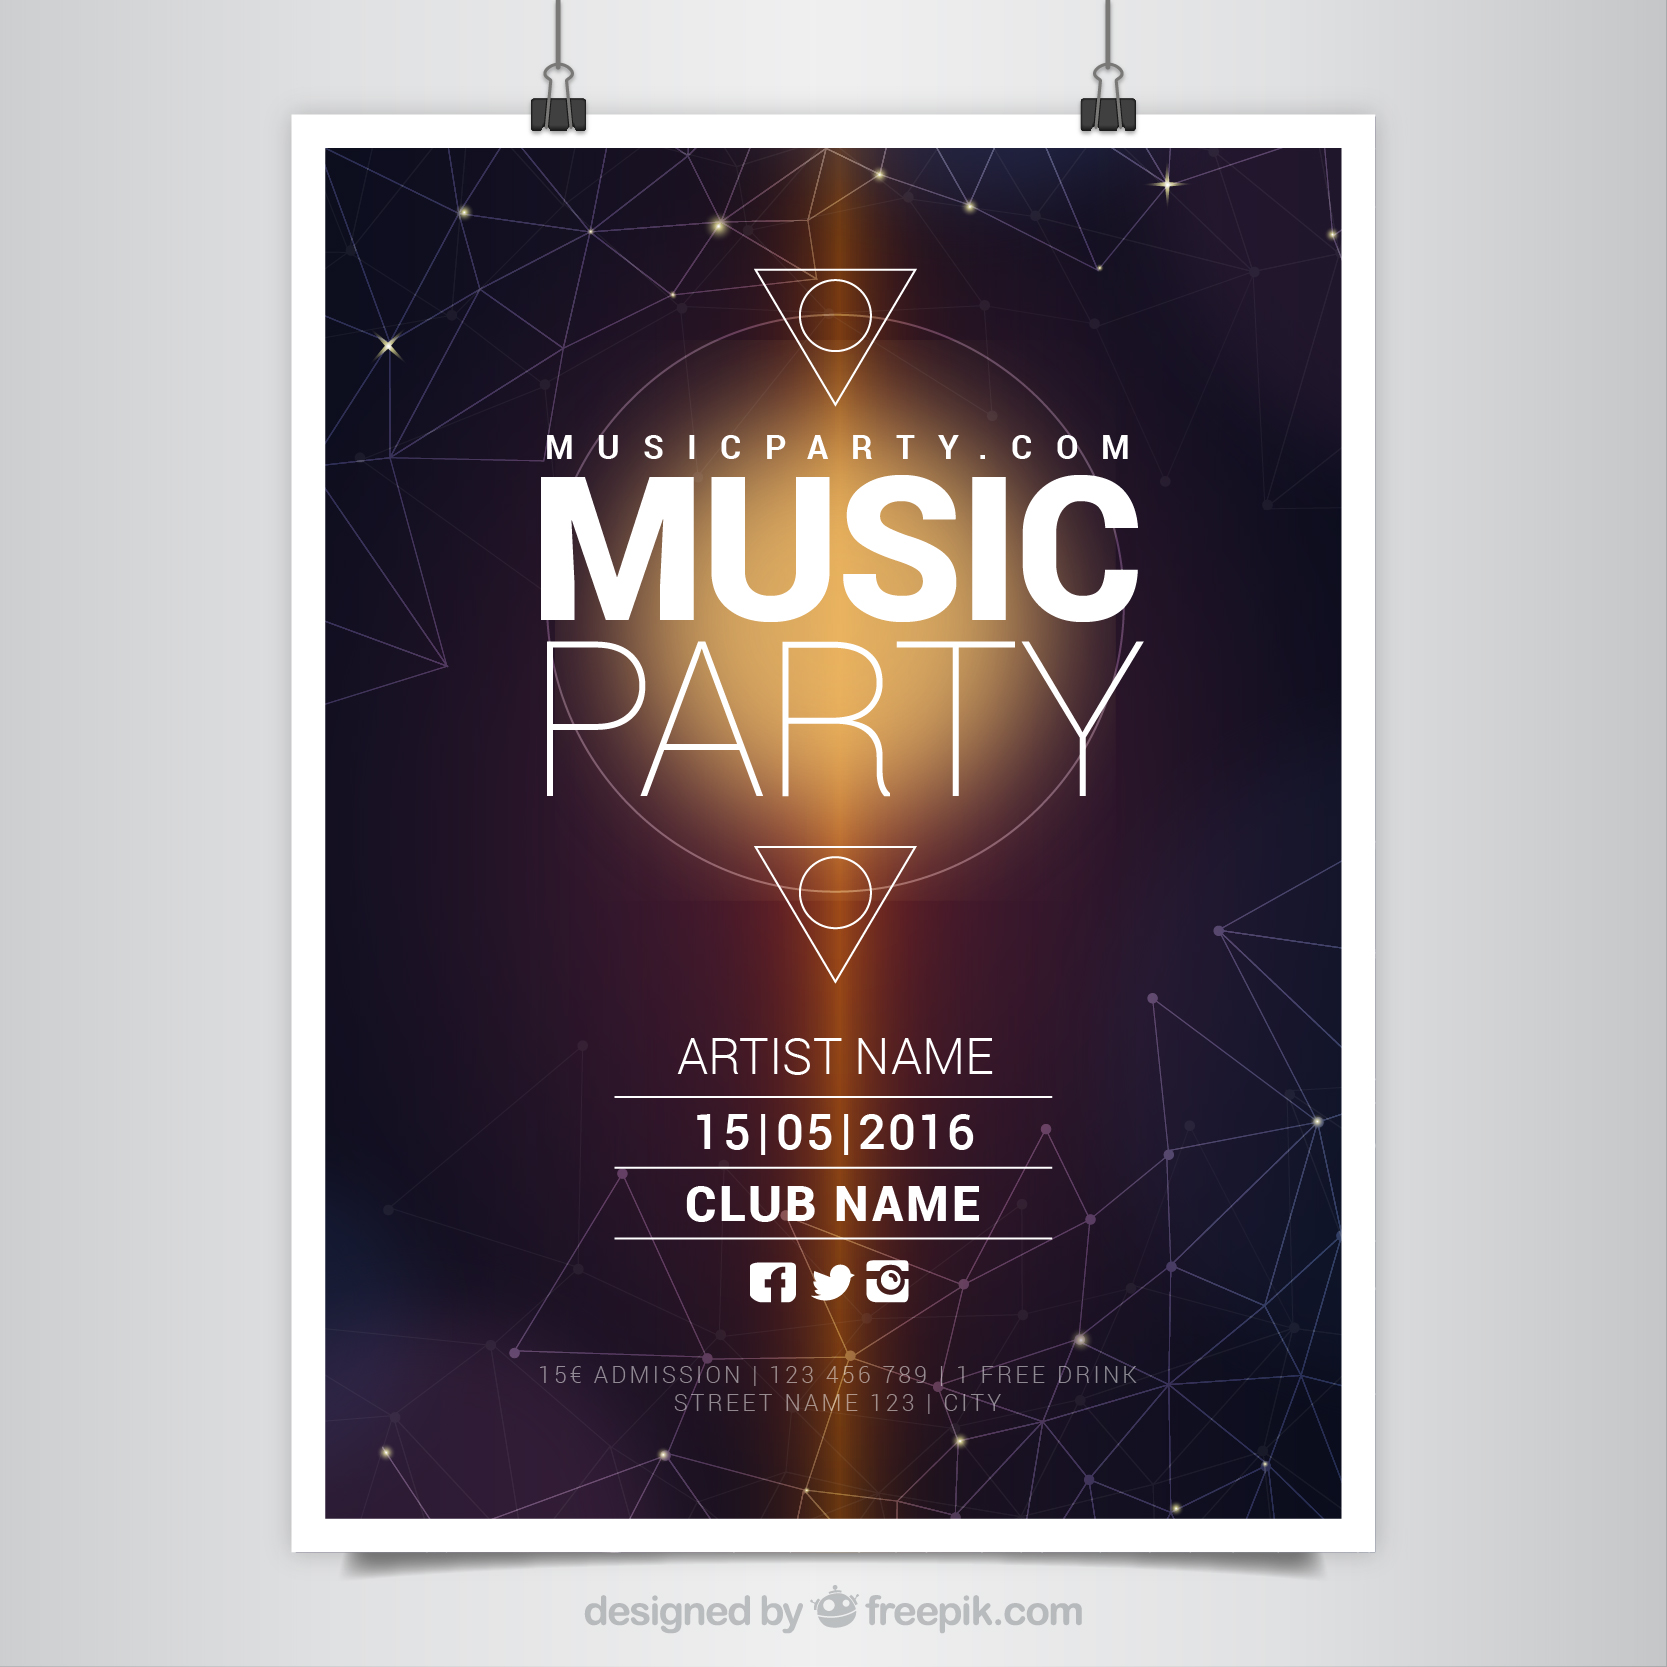 MUSICPARTY.COM
MUSIC
PARTY
ARTIST NAME
15|05|2016
CLUB NAME
15€ ADMISSION | 123 456 789 | 1 FREE DRINK
STREET NAME 123 | CITY
designed by freepik.com